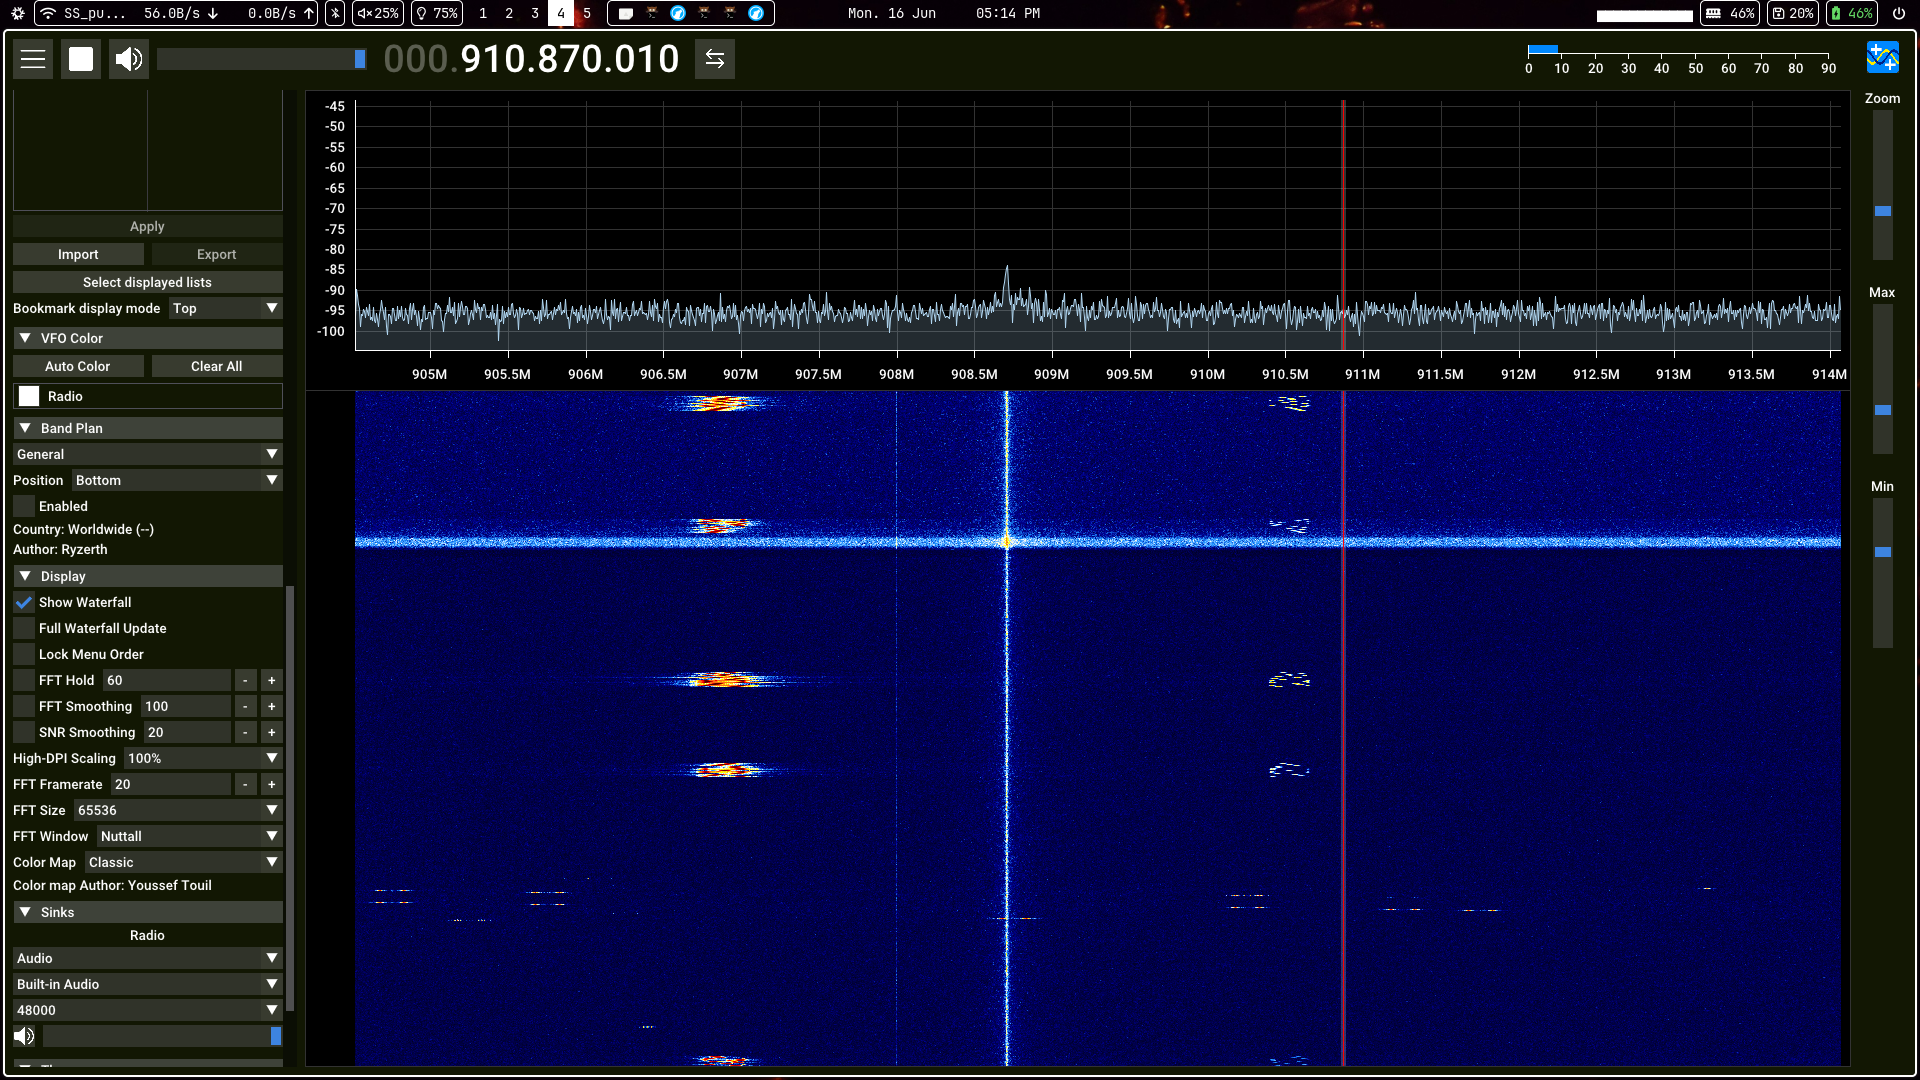 SS_pu... 56.0B/s 0.0B/s 25% 75% 1 2 3 4 5 Mon. 16 Jun 05:14 PM 46% 20% 46%
000.910.870.010
0 10 20 30 40 50 60 70 80 90
Apply
Import Export
Select displayed lists
Bookmark display mode Top
VFO Color
Auto Color Clear All
Radio
Band Plan
General
Position Bottom
Enabled
Country: Worldwide (--)
Author: Ryzerth
Display
Show Waterfall
Full Waterfall Update
Lock Menu Order
FFT Hold 60 - +
FFT Smoothing 100 - +
SNR Smoothing 20 - +
High-DPI Scaling 100%
FFT Framerate 20 - +
FFT Size 65536
FFT Window Nuttall
Color Map Classic
Color map Author: Youssef Touil
Sinks
Radio
Audio
Built-in Audio
48000
-45
-50
-55
-60
-65
-70
-75
-80
-85
-90
-95
-100
905M 905.5M 906M 906.5M 907M 907.5M 908M 908.5M 909M 909.5M 910M 910.5M 911M 911.5M 912M 912.5M 913M 913.5M 914M
Zoom
Max
Min